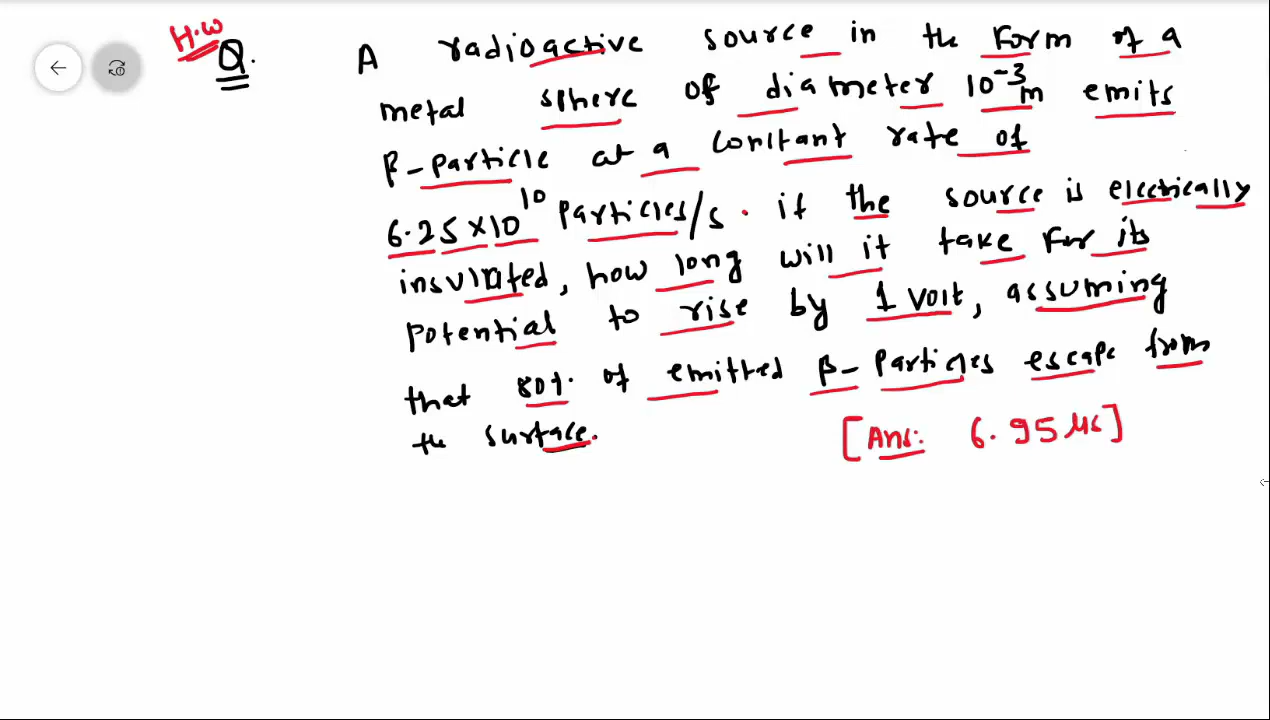 H.W
Q. A radioactive source in the form of a
metal sphere of diameter 10⁻³m emits
β-particle at a constant rate of
6.25 × 10¹⁰ particles/s. if the source is electically
insulated, how long will it take for its
potential to rise by 1 volt, assuming
that 80% of emitted β-particles escape from
the surface. [Ans: 6.95 μs]